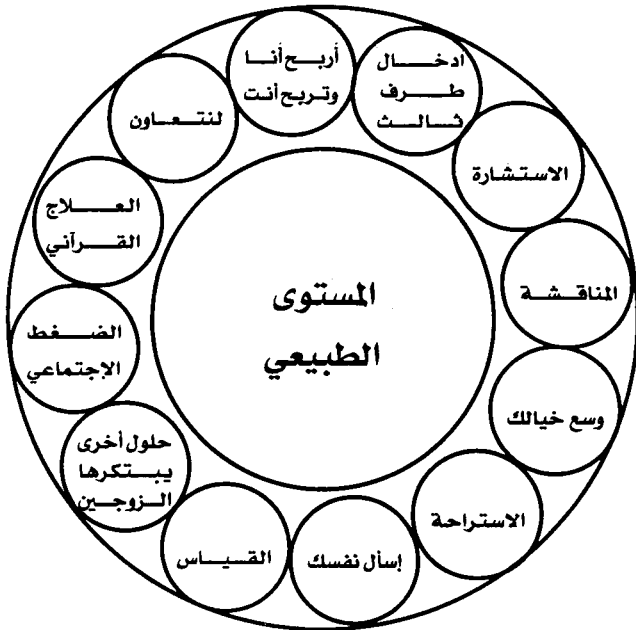 أربح أنا
وتربح أنت
ادخال
طرف
ثالث
الاستشارة
المناقشة
وسع خيالك
الاستراحة
إسأل نفسك
القياس
حلول أخرى
يبتكرها
الزوجين
الضغط
الإجتماعي
العلاج
القرآني
لنتعاون
المستوى
الطبيعي